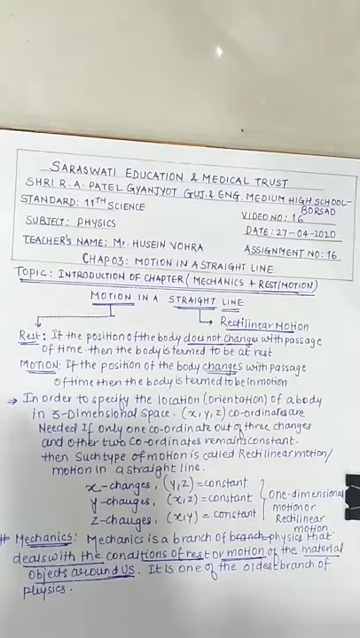 SARASWATI EDUCATION & MEDICAL TRUST
SHRI R.A. PATEL GYANJYOT GUJ. & ENG. MEDIUM HIGH SCHOOL-
BORSAD
STANDARD: 11TH SCIENCE
VIDEO NO: 16
SUBJECT: PHYSICS
DATE: 27-04-2020
TEACHER'S NAME: Mr. HUSEIN VOHRA
ASSIGNMENT NO: 16
CHAP 03: MOTION IN A STRAIGHT LINE
TOPIC: INTRODUCTION OF CHAPTER (MECHANICS + REST/MOTION)
MOTION IN A STRAIGHT LINE
Rectilinear Motion
Rest: If the position of the body does not change with passage
of time then the body is teamed to be at rest
MOTION: If the position of the body changes with passage
of time then the body is teamed to be in motion
→ In order to specify the location (orientation) of a body
in 3-Dimensional space. (x, y, z) co-ordinates are
Needed If only one co-ordinate out of three changes
and other two co-ordinates remains constant.
then such type of motion is called Rectilinear motion/
motion in a straight line.
x-changes, (y, z) = constant
y-changes, (x, z) = constant
z-changes, (x, y) = constant
One-dimensional
motion or
Rectilinear
motion
# Mechanics: Mechanics is a branch of branch physics that
deals with the conditions of rest or motion of the material
objects around us. It is one of the oldest branch of
physics.